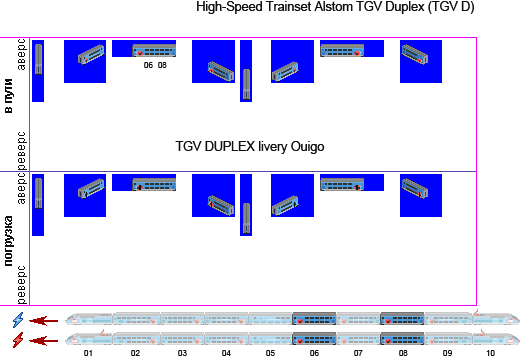 High-Speed Trainset Alstom TGV Duplex (TGV D)
в пути
аверс
06 08
реверс
TGV DUPLEX livery Ouigo
погрузка
аверс
реверс
01 02 03 04 05 06 07 08 09 10